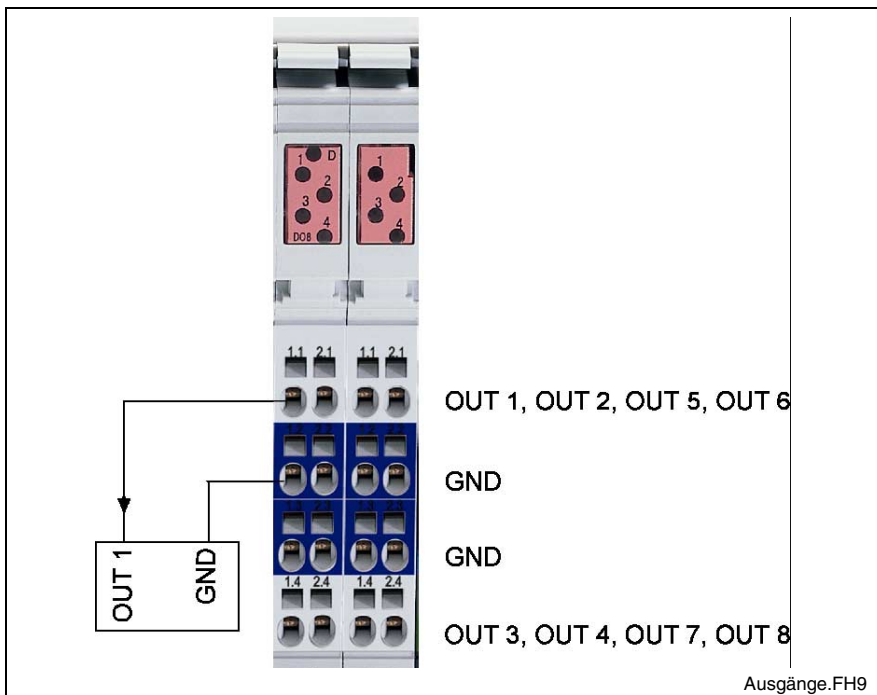 1 D
2
3
4
DO8
1
2
3
4
1.1 2.1 1.1 2.1
OUT 1, OUT 2, OUT 5, OUT 6
GND
GND
1.4 2.4 1.4 2.4
OUT 3, OUT 4, OUT 7, OUT 8
OUT 1
GND
Ausgänge.FH9